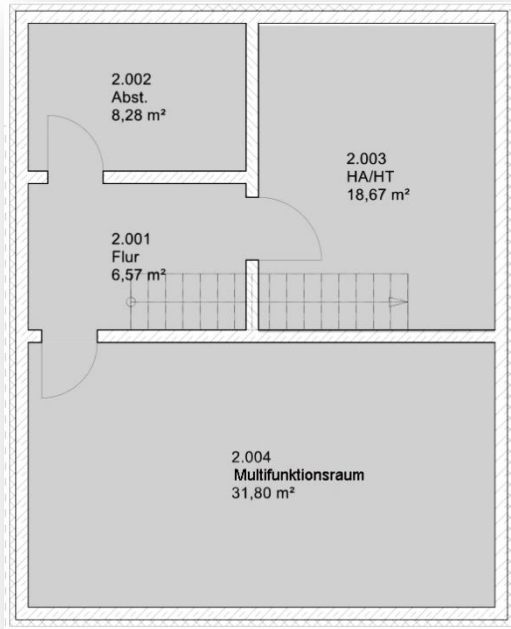 2.002
Abst.
8,28 m²
2.003
HA/HT
18,67 m²
2.001
Flur
6,57 m²
2.004
Multifunktionsraum
31,80 m²